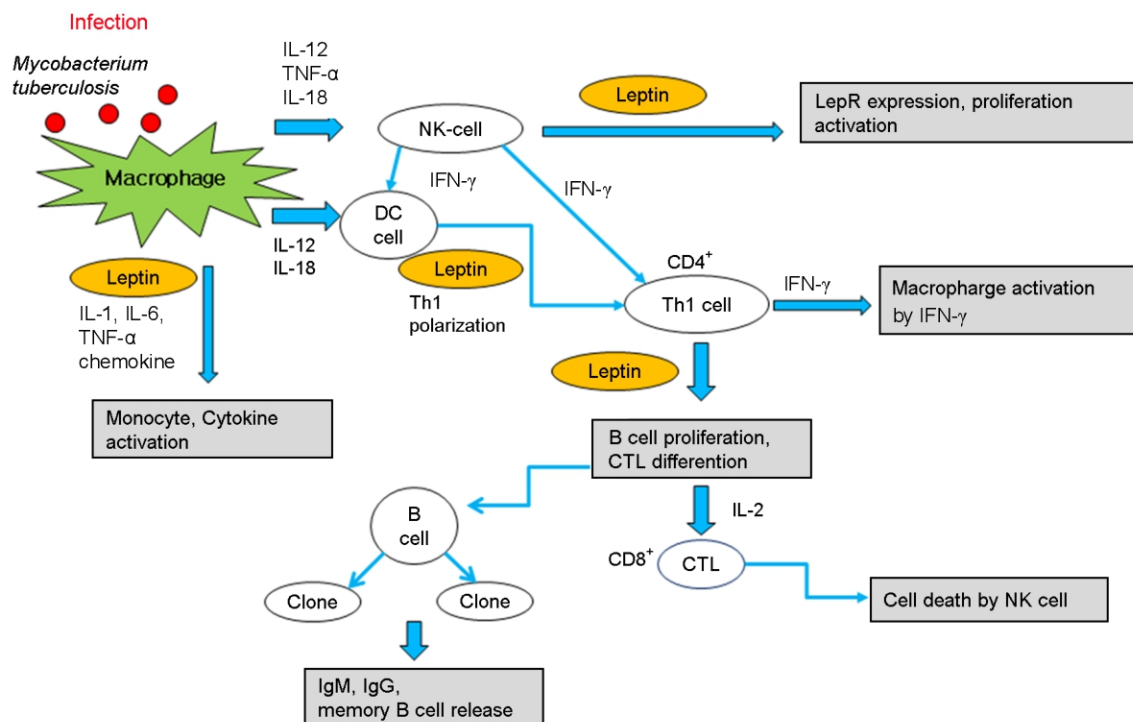 Infection
Mycobacterium
tuberculosis
Macrophage
IL-12
TNF-α
IL-18
NK-cell
Leptin
LepR expression, proliferation
activation
IFN-γ
IFN-γ
DC
cell
IL-12
IL-18
Leptin
Th1
polarization
CD4⁺
Th1 cell
IFN-γ
Macropharge activation
by IFN-γ
Leptin
IL-1, IL-6,
TNF-α
chemokine
Monocyte, Cytokine
activation
Leptin
B cell proliferation,
CTL differention
IL-2
CD8⁺
CTL
Cell death by NK cell
B
cell
Clone
Clone
IgM, IgG,
memory B cell release